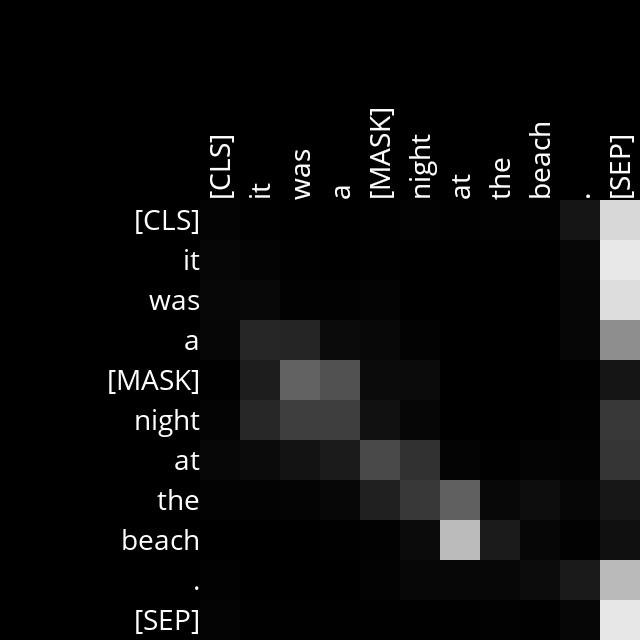 [CLS] it was a [MASK] night at the beach . [SEP]
[CLS]
it
was
a
[MASK]
night
at
the
beach
.
[SEP]